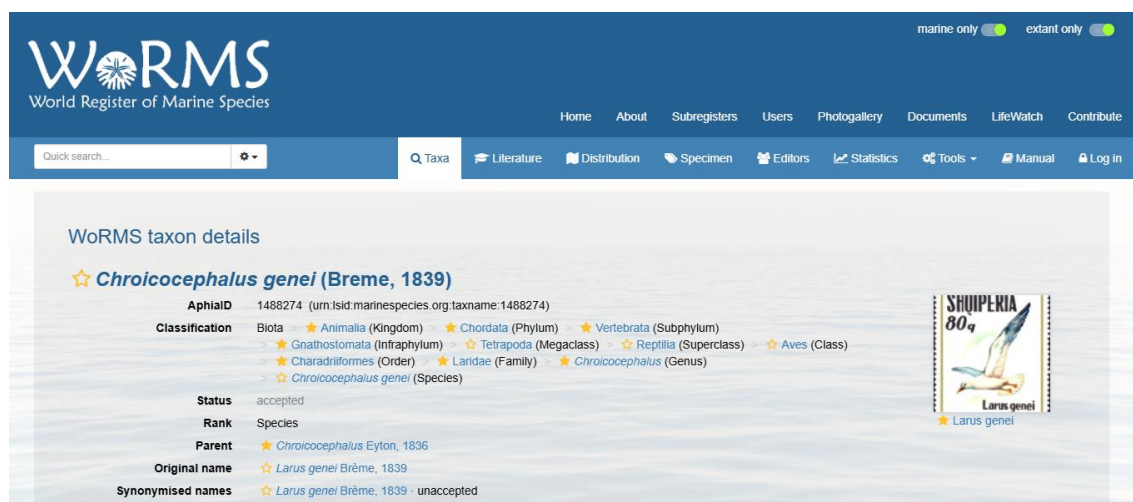 marine only extant only
WoRMS
World Register of Marine Species
Home About Subregisters Users Photogallery Documents LifeWatch Contribute
Quick search... Taxa Literature Distribution Specimen Editors Statistics Tools Manual Log in
WoRMS taxon details
Chroicocephalus genei (Breme, 1839)
AphiaID 1488274 (urn:lsid:marinespecies.org:taxname:1488274)
Classification Biota > Animalia (Kingdom) > Chordata (Phylum) > Vertebrata (Subphylum)
> Gnathostomata (Infraphylum) > Tetrapoda (Megaclass) > Reptilia (Superclass) > Aves (Class)
> Charadriiformes (Order) > Laridae (Family) > Chroicocephalus (Genus)
> Chroicocephalus genei (Species)
Status accepted
Rank Species
Parent Chroicocephalus Eyton, 1836
Original name Larus genei Brème, 1839
Synonymised names Larus genei Brème, 1839 · unaccepted
SHQIPERIA
80q
Larus genei
Larus genei